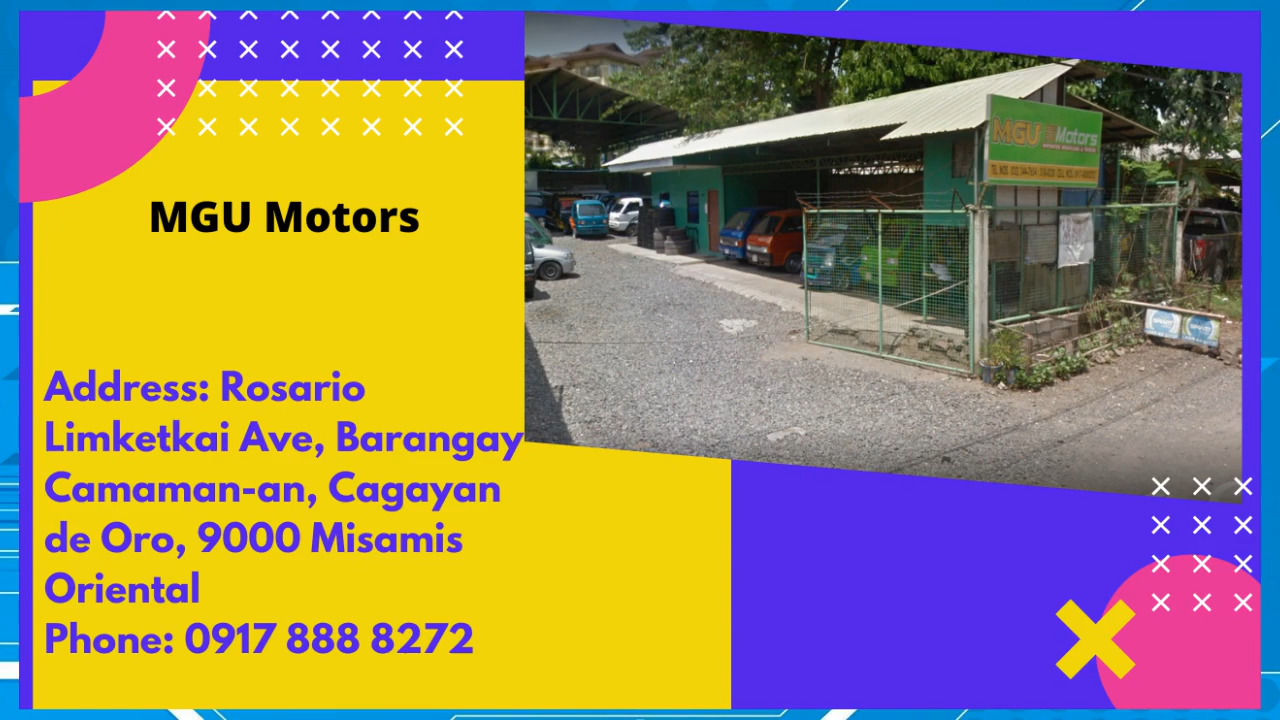 MGU Motors
Address: Rosario
Limketkai Ave, Barangay
Camaman-an, Cagayan
de Oro, 9000 Misamis
Oriental
Phone: 0917 888 8272
MGU Motors